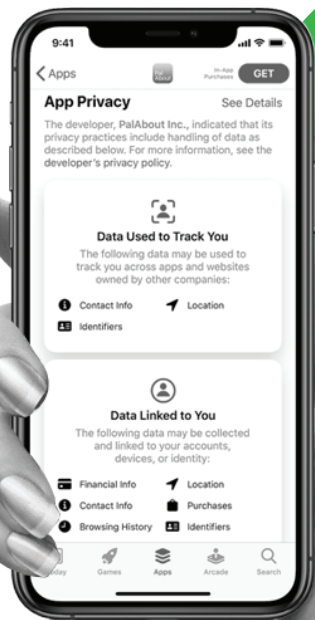 9:41
Apps
Pal
About
In-App
Purchases
GET
App Privacy
See Details
The developer, PalAbout Inc., indicated that its
privacy practices include handling of data as
described below. For more information, see the
developer's privacy policy.
Data Used to Track You
The following data may be used to
track you across apps and websites
owned by other companies:
Contact Info
Location
Identifiers
Data Linked to You
The following data may be collected
and linked to your accounts,
devices, or identity:
Financial Info
Location
Contact Info
Purchases
Browsing History
Identifiers
Games
Apps
Arcade
Search